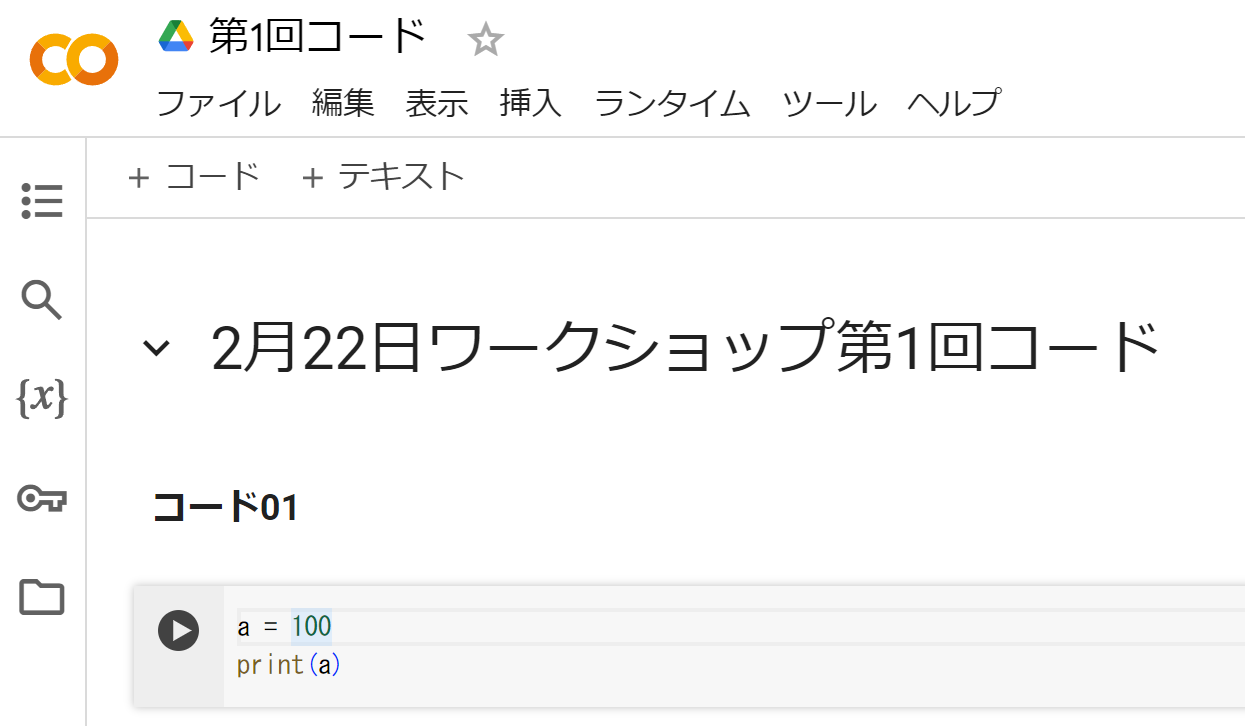 第1回コード
ファイル 編集 表示 挿入 ランタイム ツール ヘルプ
+ コード + テキスト
2月22日ワークショップ第1回コード
{x}
コード01
a = 100
print(a)